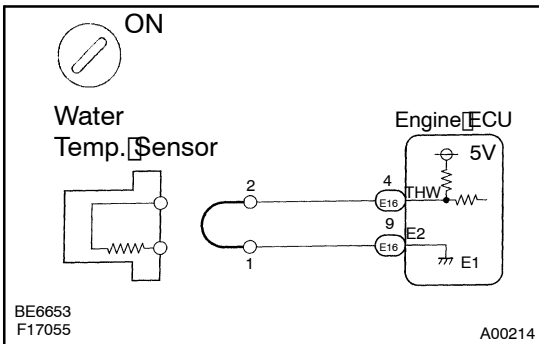 ON
Water
Temp. Sensor
Engine ECU
5V
2
4
E16
THW
9
E16
E2
1
E1
BE6653
F17055
A00214